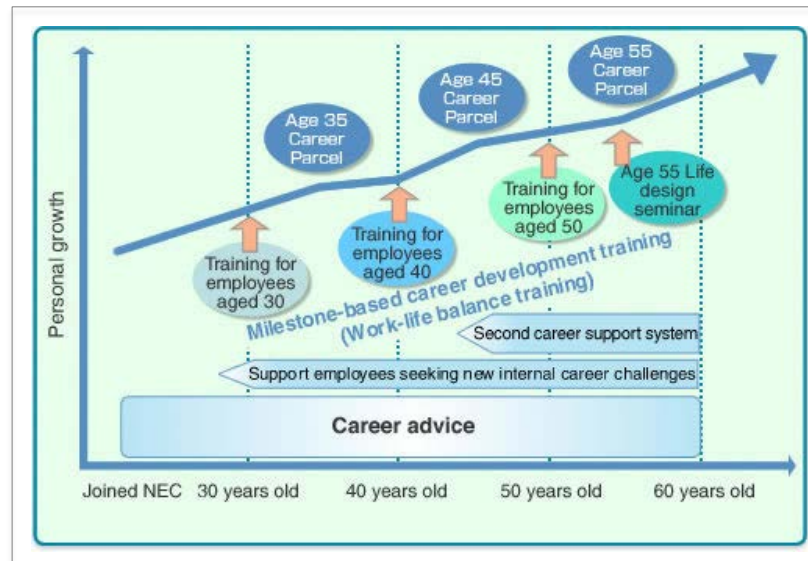 Age 55
Career
Parcel
Age 45
Career
Parcel
Age 35
Career
Parcel
Training for
employees
aged 30
Training for
employees
aged 40
Training for
employees
aged 50
Age 55 Life
design
seminar
Milestone-based career development training
(Work-life balance training)
Second career support system
Support employees seeking new internal career challenges
Career advice
Personal growth
Joined NEC
30 years old
40 years old
50 years old
60 years old